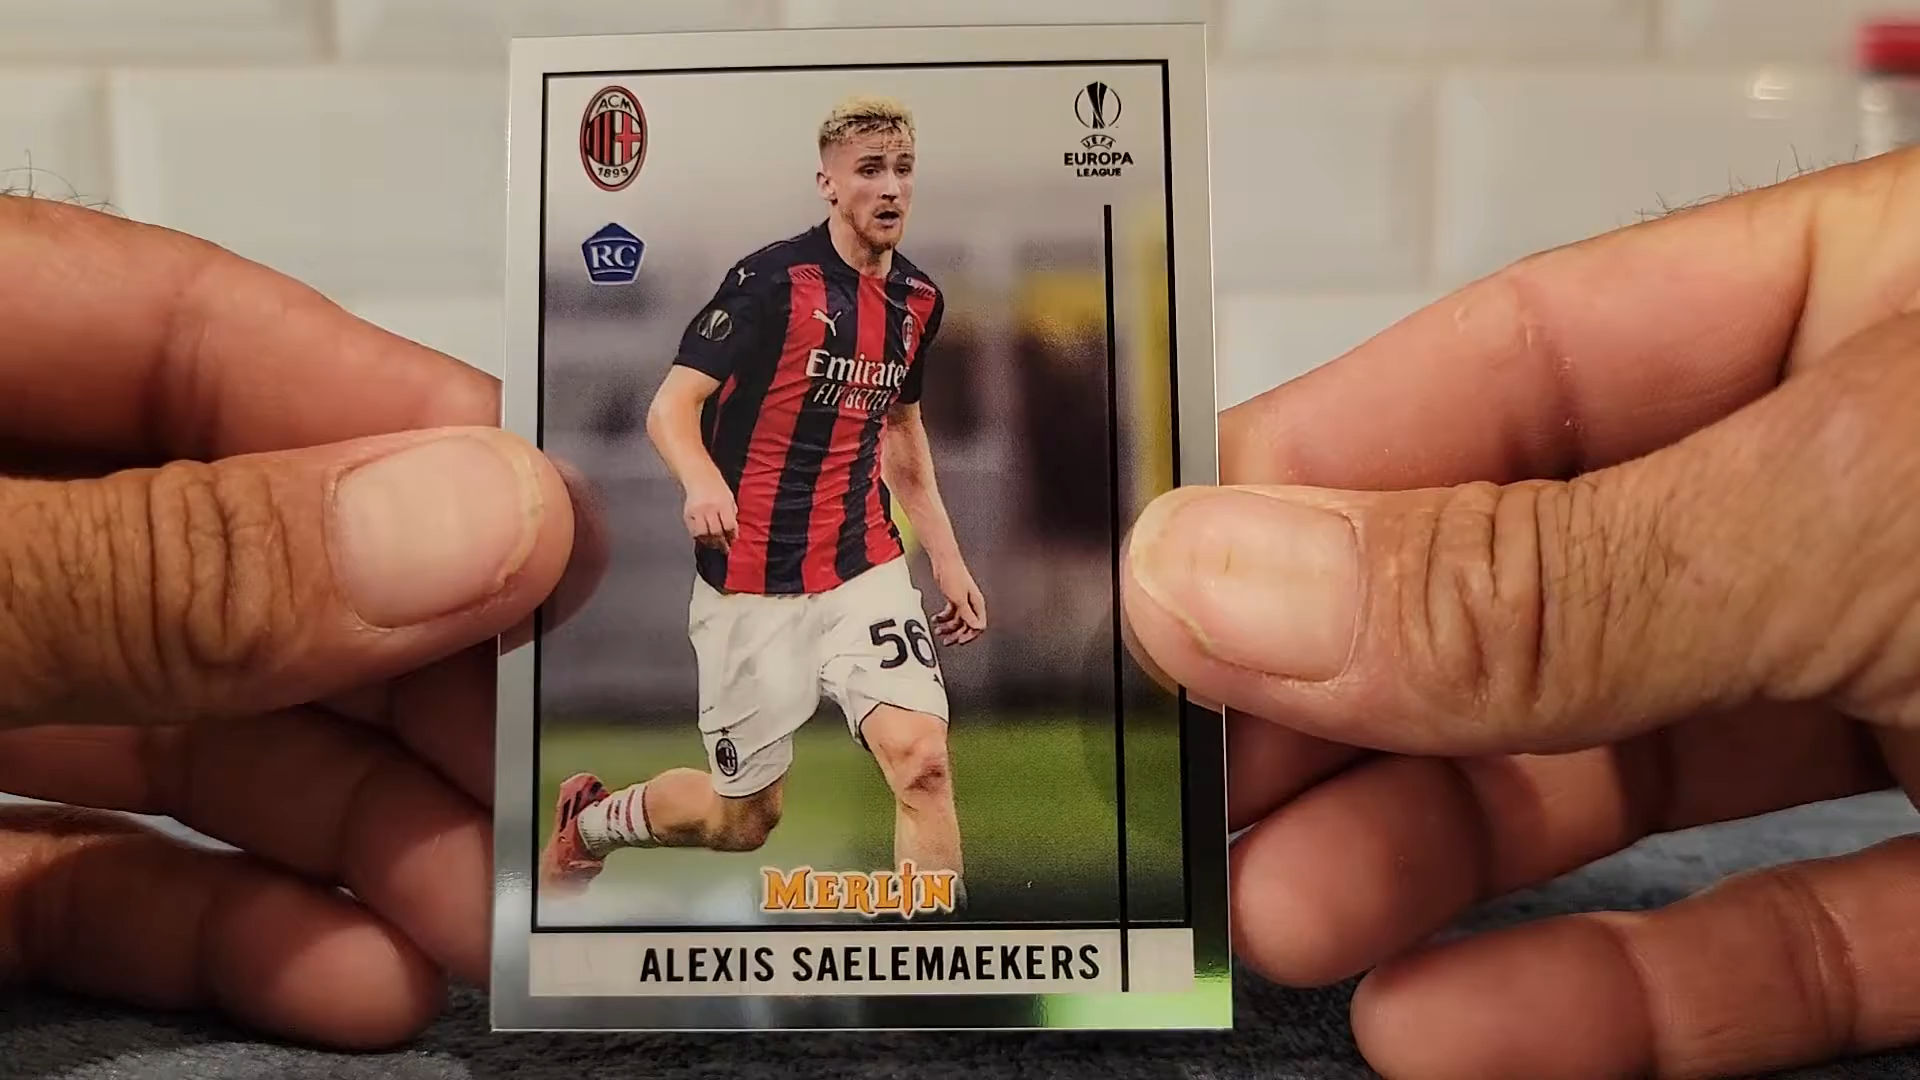 ACM
1899
UEFA
EUROPA
LEAGUE
RC
Emirates
FLY BETTER
56
MERLIN
ALEXIS SAELEMAEKERS